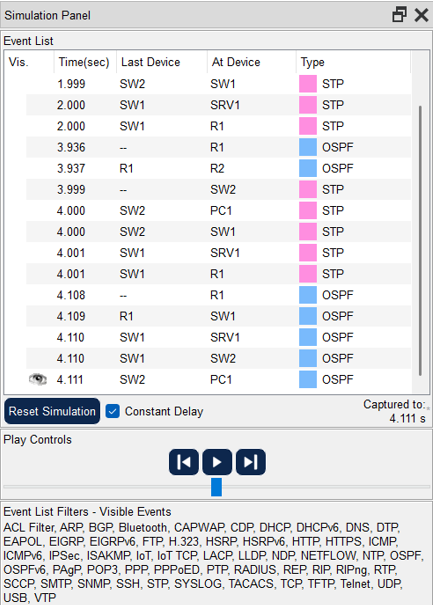 Simulation Panel
Event List
Vis. Time(sec) Last Device At Device Type
1.999 SW2 SW1 STP
2.000 SW1 SRV1 STP
2.000 SW1 R1 STP
3.936 -- R1 OSPF
3.937 R1 R2 OSPF
3.999 -- SW2 STP
4.000 SW2 PC1 STP
4.000 SW2 SW1 STP
4.001 SW1 SRV1 STP
4.001 SW1 R1 STP
4.108 -- R1 OSPF
4.109 R1 SW1 OSPF
4.110 SW1 SRV1 OSPF
4.110 SW1 SW2 OSPF
4.111 SW2 PC1 OSPF
Reset Simulation Constant Delay Captured to:
4.111 s
Play Controls
Event List Filters - Visible Events
ACL Filter, ARP, BGP, Bluetooth, CAPWAP, CDP, DHCP, DHCPv6, DNS, DTP,
EAPOL, EIGRP, EIGRPv6, FTP, H.323, HSRP, HSRPv6, HTTP, HTTPS, ICMP,
ICMPv6, IPSec, ISAKMP, IoT, IoT TCP, LACP, LLDP, NDP, NETFLOW, NTP, OSPF,
OSPFv6, PAgP, POP3, PPP, PPPoED, PTP, RADIUS, REP, RIP, RIPng, RTP,
SCCP, SMTP, SNMP, SSH, STP, SYSLOG, TACACS, TCP, TFTP, Telnet, UDP,
USB, VTP